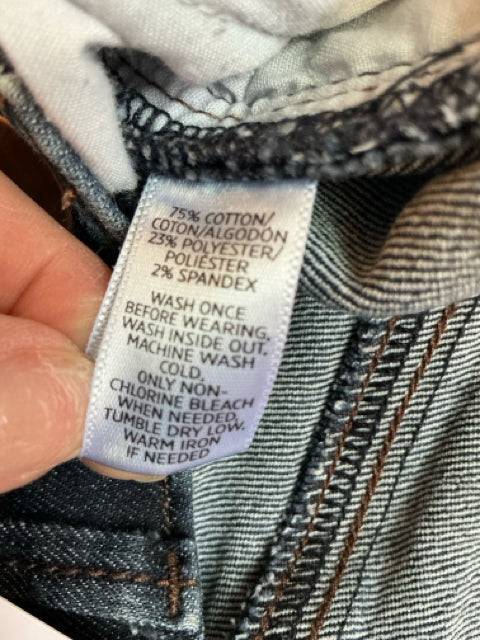 75% COTTON/
COTON/ALGODÓN
23% POLYESTER/
POLIÉSTER
2% SPANDEX
WASH ONCE
BEFORE WEARING.
WASH INSIDE OUT.
MACHINE WASH
COLD.
ONLY NON-
CHLORINE BLEACH
WHEN NEEDED.
TUMBLE DRY LOW.
WARM IRON
IF NEEDED